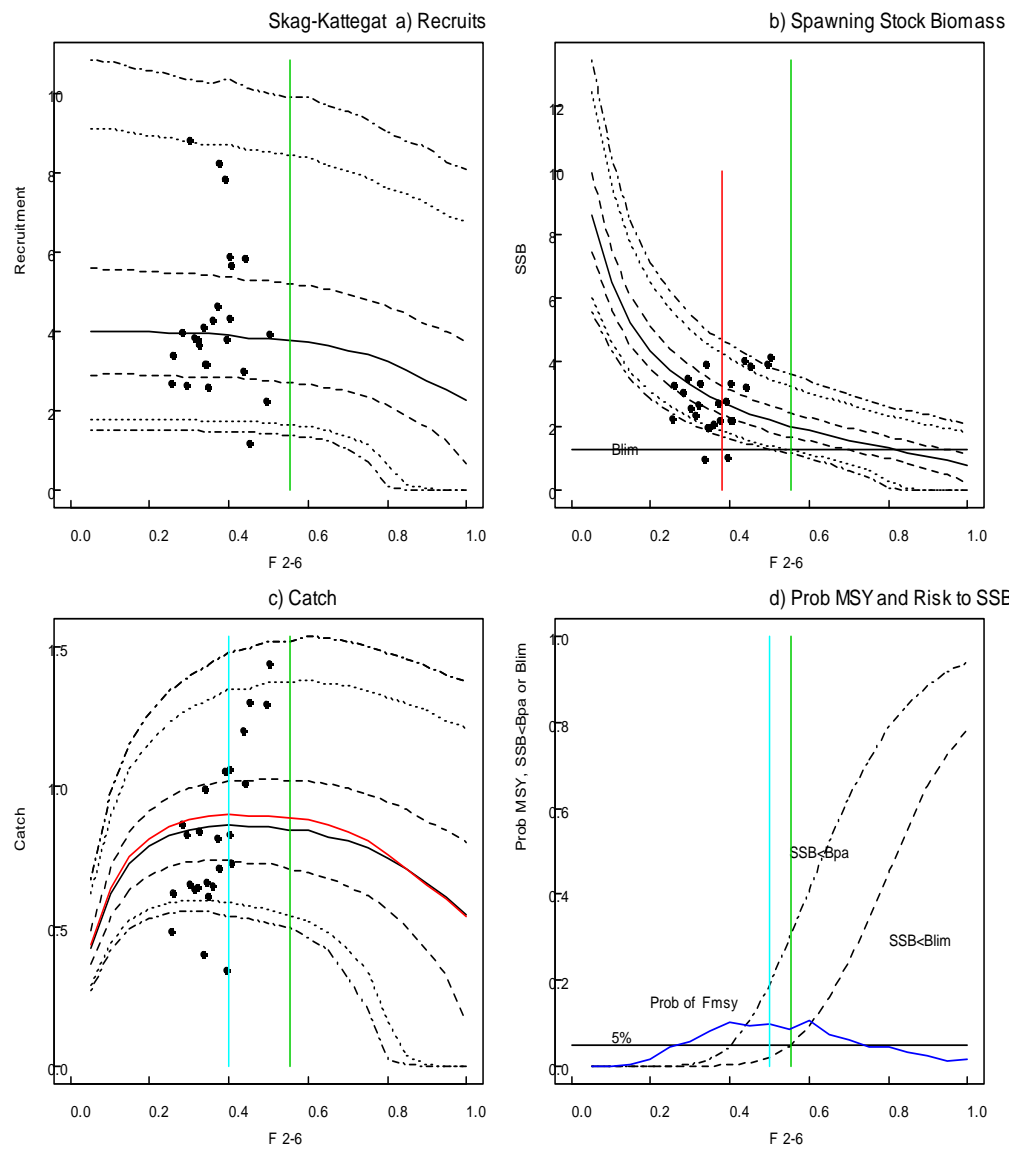 Skag-Kattegat a) Recruits
Recruitment
10
8
6
4
2
0
0.0 0.2 0.4 0.6 0.8 1.0
F 2-6
b) Spawning Stock Biomass
SSB
12
10
8
6
4
2
0
Blim
0.0 0.2 0.4 0.6 0.8 1.0
F 2-6
c) Catch
Catch
1.5
1.0
0.5
0.0
0.0 0.2 0.4 0.6 0.8 1.0
F 2-6
d) Prob MSY and Risk to SSB
Prob MSY, SSB<Bpa or Blim
1.0
0.8
0.6
0.4
0.2
0.0
SSB<Bpa
SSB<Blim
Prob of Fmsy
5%
0.0 0.2 0.4 0.6 0.8 1.0
F 2-6